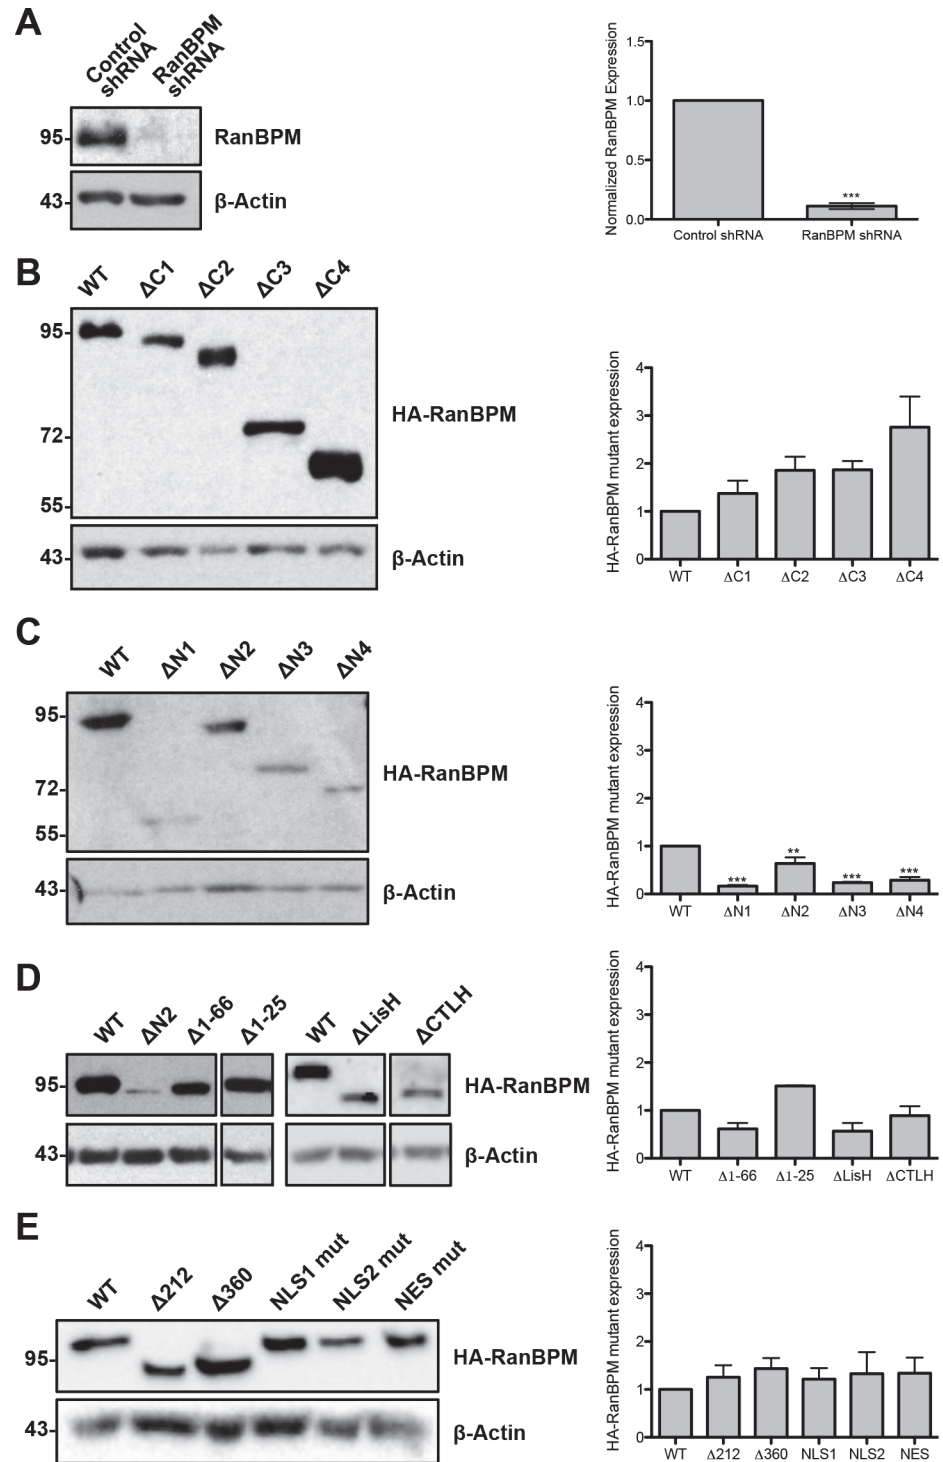 A
Control shRNA
RanBPM shRNA
95-
RanBPM
43-
β-Actin
Normalized RanBPM Expression
1.5
1.0
0.5
0.0
***
Control shRNA
RanBPM shRNA
B
WT ΔC1 ΔC2 ΔC3 ΔC4
95-
72-
55-
HA-RanBPM
43-
β-Actin
HA-RanBPM mutant expression
4
3
2
1
0
WT ΔC1 ΔC2 ΔC3 ΔC4
C
WT ΔN1 ΔN2 ΔN3 ΔN4
95-
72-
55-
HA-RanBPM
43-
β-Actin
HA-RanBPM mutant expression
4
3
2
1
0
*** ** *** ***
WT ΔN1 ΔN2 ΔN3 ΔN4
D
WT ΔN2 Δ1-66 Δ1-25 WT ΔLisH ΔCTLH
95-
HA-RanBPM
43-
β-Actin
HA-RanBPM mutant expression
4
3
2
1
0
WT Δ1-66 Δ1-25 ΔLisH ΔCTLH
E
WT Δ212 Δ360 NLS1 mut NLS2 mut NES mut
95-
HA-RanBPM
43-
β-Actin
HA-RanBPM mutant expression
4
3
2
1
0
WT Δ212 Δ360 NLS1 NLS2 NES